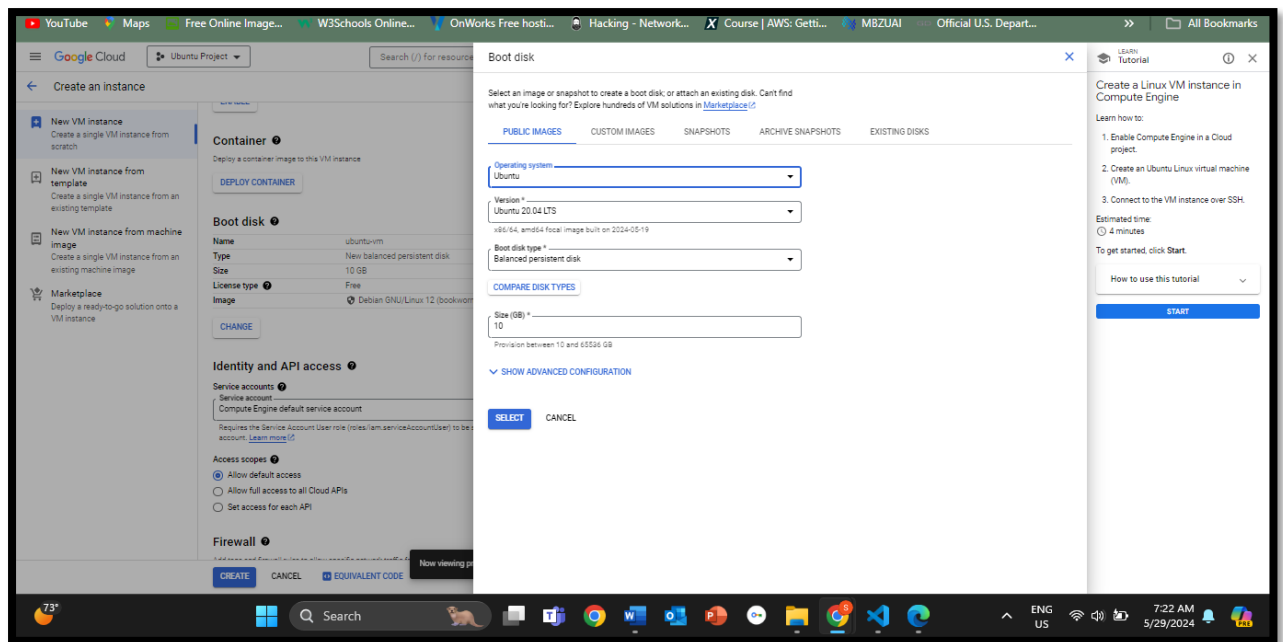 YouTube
Maps
Free Online Image...
W3Schools Online...
OnWorks Free hosti...
Hacking - Network...
Course | AWS: Getti...
MBZUAI
Official U.S. Depart...
»
All Bookmarks
Google Cloud
Ubuntu Project
Search (/) for resource
Create an instance
New VM instance
Create a single VM instance from
scratch
New VM instance from
template
Create a single VM instance from an
existing template
New VM instance from machine
image
Create a single VM instance from an
existing machine image
Marketplace
Deploy a ready-to-go solution onto a
VM instance
Container
Deploy a container image to this VM instance
DEPLOY CONTAINER
Boot disk
Name ubuntu-vm
Type New balanced persistent disk
Size 10 GB
License type Free
Image Debian GNU/Linux 12 (bookworm
CHANGE
Identity and API access
Service accounts
Service account
Compute Engine default service account
Requires the Service Account User role (roles/iam.serviceAccountUser) to be
account. Learn more
Access scopes
Allow default access
Allow full access to all Cloud APIs
Set access for each API
Firewall
CREATE
CANCEL
EQUIVALENT CODE
Now viewing pr
Boot disk
Select an image or snapshot to create a boot disk; or attach an existing disk. Can't find
what you're looking for? Explore hundreds of VM solutions in Marketplace
PUBLIC IMAGES
CUSTOM IMAGES
SNAPSHOTS
ARCHIVE SNAPSHOTS
EXISTING DISKS
Operating system
Ubuntu
Version *
Ubuntu 20.04 LTS
x86/64, amd64 focal image built on 2024-05-19
Boot disk type *
Balanced persistent disk
COMPARE DISK TYPES
Size (GB) *
10
Provision between 10 and 65536 GB
SHOW ADVANCED CONFIGURATION
SELECT
CANCEL
LEARN
Tutorial
Create a Linux VM instance in
Compute Engine
Learn how to:
1. Enable Compute Engine in a Cloud
project.
2. Create an Ubuntu Linux virtual machine
(VM).
3. Connect to the VM instance over SSH.
Estimated time:
4 minutes
To get started, click Start.
How to use this tutorial
START
73°
Search
ENG
US
7:22 AM
5/29/2024
PRE